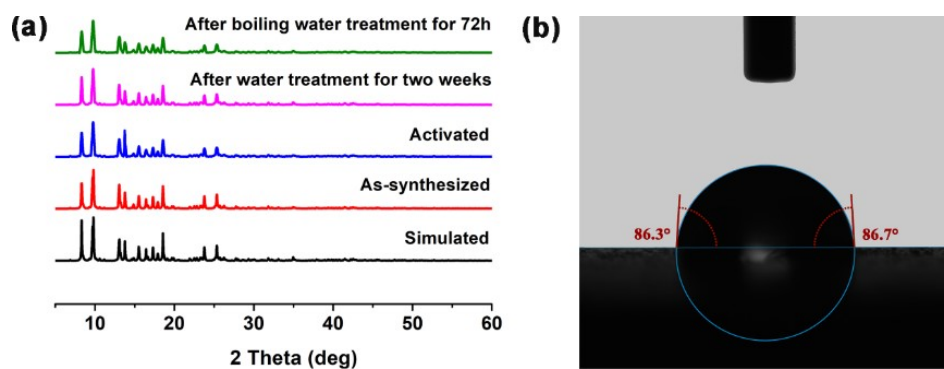 (a)
After boiling water treatment for 72h
After water treatment for two weeks
Activated
As-synthesized
Simulated
10 20 30 40 50 60
2 Theta (deg)
(b)
86.3° 86.7°